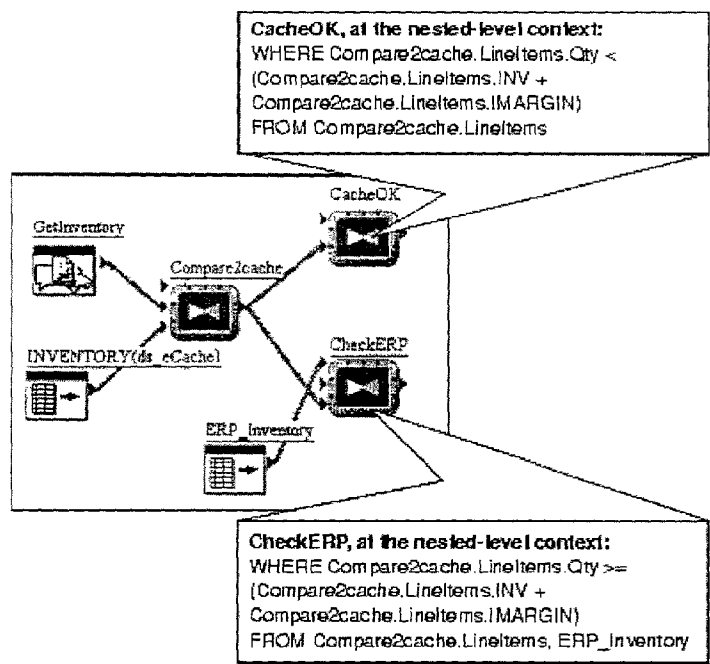 CacheOK, at the nested-level context:
WHERE Compare2cache.LineItems.Qty <
(Compare2cache.LineItems.INV +
Compare2cache.LineItems.IMARGIN)
FROM Compare2cache.LineItems
CacheOK
GetInventory
Compare2cache
INVENTORY(ds_eCache)
CheckERP
ERP_Inventory
CheckERP, at the nested-level context:
WHERE Compare2cache.LineItems.Qty >=
(Compare2cache.LineItems.INV +
Compare2cache.LineItems.IMARGIN)
FROM Compare2cache.LineItems, ERP_Inventory